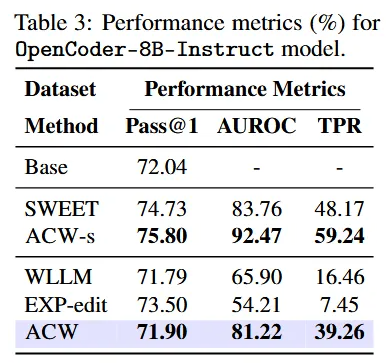 Table 3: Performance metrics (%) for
OpenCoder-8B-Instruct model.
Dataset Performance Metrics
Method Pass@1 AUROC TPR
Base 72.04 - -
SWEET 74.73 83.76 48.17
ACW-s 75.80 92.47 59.24
WLLM 71.79 65.90 16.46
EXP-edit 73.50 54.21 7.45
ACW 71.90 81.22 39.26